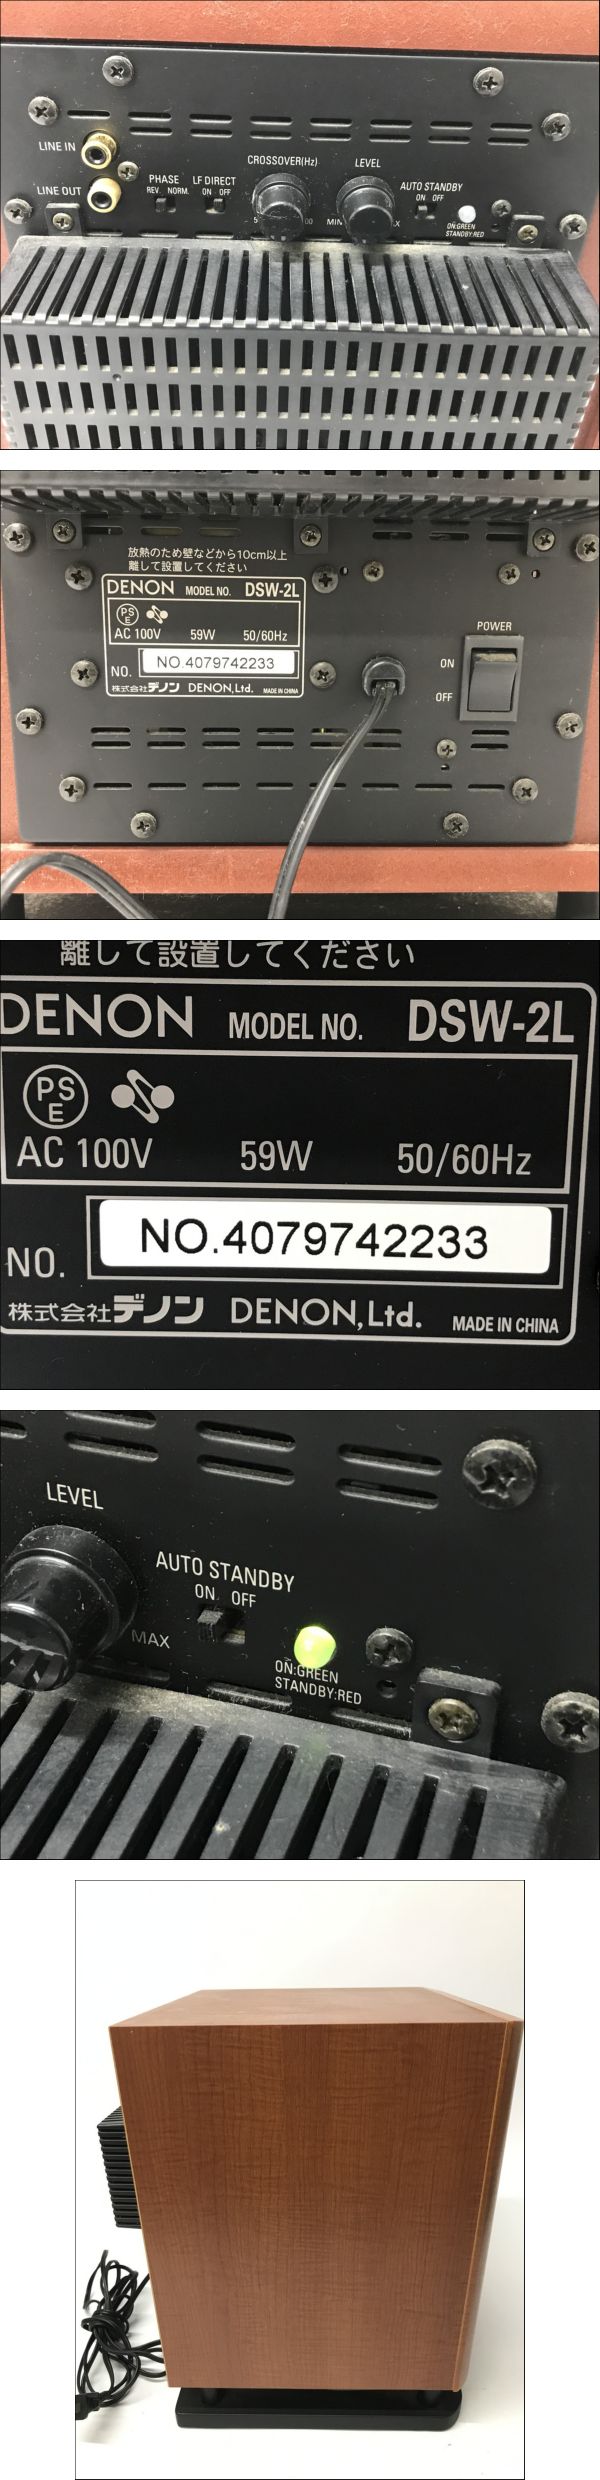 LINE IN
LINE OUT
PHASE
REV. NORM.
LF DIRECT
ON OFF
CROSSOVER(Hz)
LEVEL
MIN
AUTO STANDBY
ON OFF
ON:GREEN
STANDBY:RED
放熱のため壁などから10cm以上
離して設置してください
DENON MODEL NO. DSW-2L
PS
E
AC 100V 59W 50/60Hz
NO. NO.4079742233
株式会社デノン DENON,Ltd. MADE IN CHINA
POWER
ON
OFF
離して設置してください
DENON MODEL NO. DSW-2L
PS
E
AC 100V 59W 50/60Hz
NO. NO.4079742233
株式会社デノン DENON,Ltd. MADE IN CHINA
LEVEL
MAX
AUTO STANDBY
ON OFF
ON:GREEN
STANDBY:RED